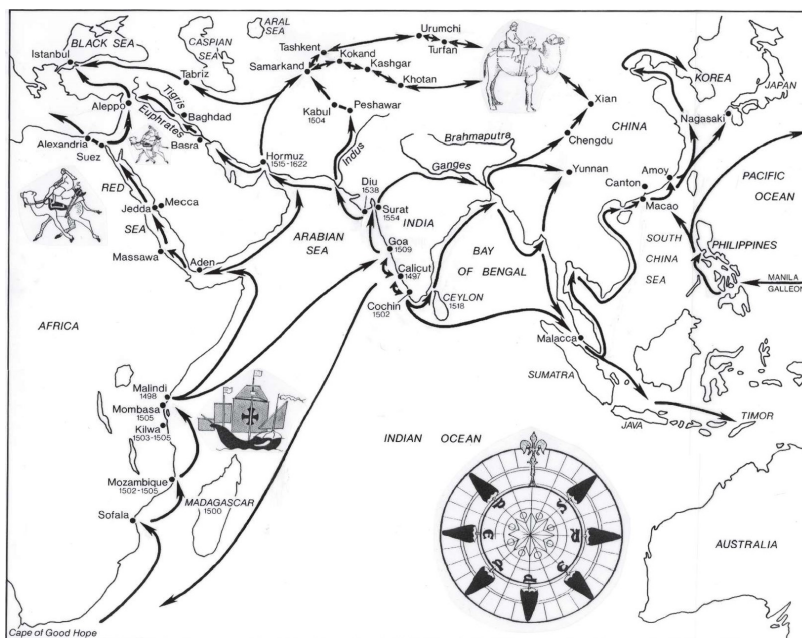 BLACK SEA
ARAL
SEA
CASPIAN
SEA
Istanbul
Tabriz
Tashkent
Samarkand
Kokand
Kashgar
Khotan
Urumchi
Turfan
KOREA
JAPAN
Nagasaki
Xian
CHINA
Chengdu
Yunnan
Amoy
Canton
Macao
PACIFIC
OCEAN
Aleppo
Tigris
Euphrates
Baghdad
Basra
Alexandria
Suez
Kabul
1504
Peshawar
Indus
Brahmaputra
Ganges
Hormuz
1515-1622
Diu
1538
Surat
1554
INDIA
RED
SEA
Mecca
Jedda
Massawa
Aden
ARABIAN
SEA
Goa
1509
Calicut
1497
Cochin
1502
BAY
OF BENGAL
CEYLON
1518
SOUTH
CHINA
SEA
PHILIPPINES
MANILA
GALLEON
AFRICA
Malacca
SUMATRA
JAVA
TIMOR
Malindi
1498
Mombasa
1505
Kilwa
1503-1505
Mozambique
1502-1505
MADAGASCAR
1500
Sofala
INDIAN OCEAN
AUSTRALIA
Cape of Good Hope